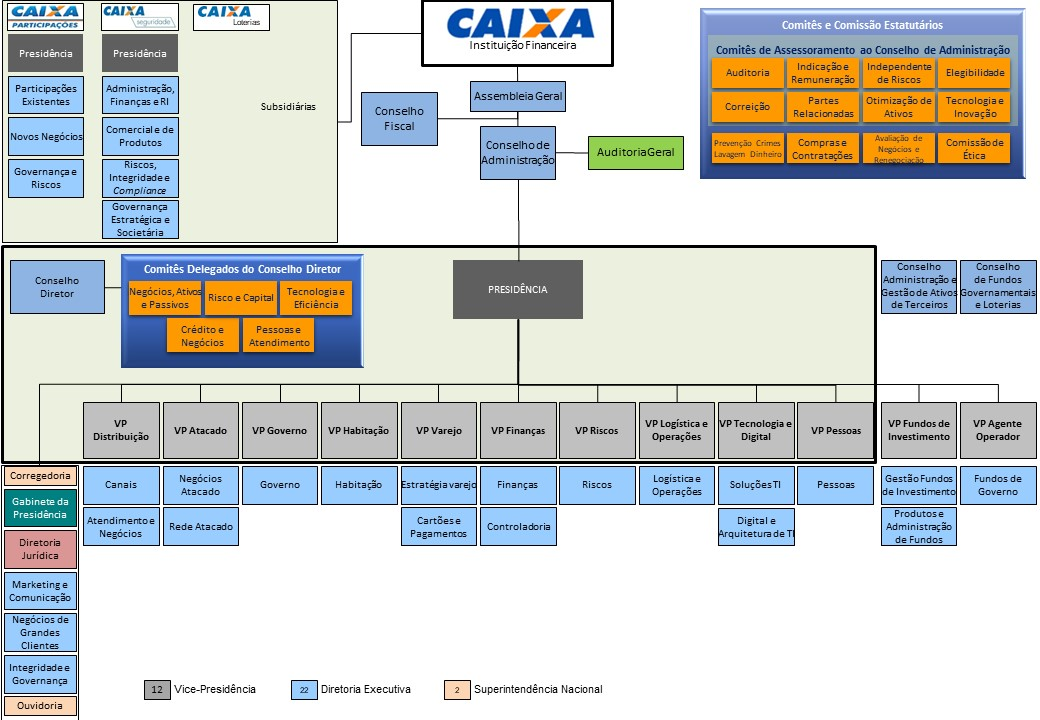 CAIXA
PARTICIPAÇÕES
CAIXA
seguridade
CAIXA
Loterias
Presidência
Presidência
Participações
Existentes
Administração,
Finanças e RI
Novos Negócios
Comercial e de
Produtos
Governança e
Riscos
Riscos,
Integridade e
Compliance
Governança
Estratégica e
Societária
Subsidiárias
CAIXA
Instituição Financeira
Assembleia Geral
Conselho
Fiscal
Conselho de
Administração
Auditoria Geral
Comitês e Comissão Estatutários
Comitês de Assessoramento ao Conselho de Administração
Auditoria
Indicação e
Remuneração
Independente
de Riscos
Elegibilidade
Correição
Partes
Relacionadas
Otimização de
Ativos
Tecnologia e
Inovação
Prevenção Crimes
Lavagem Dinheiro
Compras e
Contratações
Avaliação de
Negócios e
Renegociação
Comissão de
Ética
Conselho
Diretor
Comitês Delegados do Conselho Diretor
Negócios, Ativos
e Passivos
Risco e Capital
Tecnologia e
Eficiência
Crédito e
Negócios
Pessoas e
Atendimento
PRESIDÊNCIA
Conselho
Administração e
Gestão de Ativos
de Terceiros
Conselho
de Fundos
Governamentais
e Loterias
VP
Distribuição
VP Atacado
VP Governo
VP Habitação
VP Varejo
VP Finanças
VP Riscos
VP Logística e
Operações
VP Tecnologia e
Digital
VP Pessoas
VP Fundos de
Investimento
VP Agente
Operador
Corregedoria
Gabinete da
Presidência
Diretoria
Jurídica
Marketing e
Comunicação
Negócios de
Grandes
Clientes
Integridade e
Governança
Ouvidoria
Canais
Negócios
Atacado
Governo
Habitação
Estratégia varejo
Finanças
Riscos
Logística e
Operações
Soluções TI
Pessoas
Gestão Fundos
de Investimento
Fundos de
Governo
Atendimento e
Negócios
Rede Atacado
Cartões e
Pagamentos
Controladoria
Digital e
Arquitetura de TI
Produtos e
Administração
de Fundos
12 Vice-Presidência
22 Diretoria Executiva
2 Superintendência Nacional